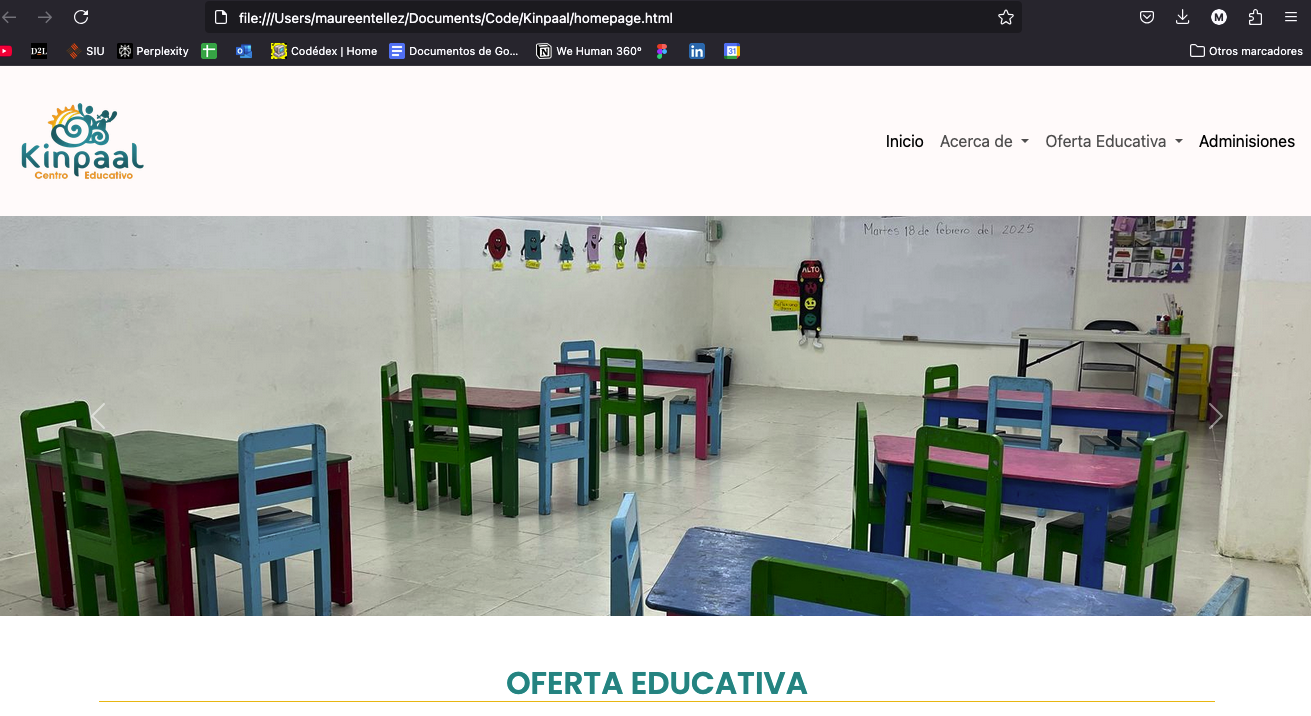 file:///Users/maureentellez/Documents/Code/Kinpaal/homepage.html
D2L SIU Perplexity Codédex | Home Documentos de Go... We Human 360° in 31 Otros marcadores
M
Kinpaal
Centro Educativo
Inicio Acerca de Oferta Educativa Adminisiones
Martes 18 de febrero del 2025
ALTO
OFERTA EDUCATIVA